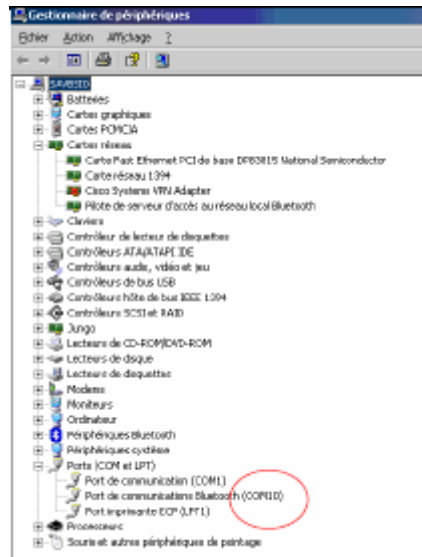 Gestionnaire de périphériques
Fichier Action Affichage ?
Batteries
Cartes graphiques
Cartes PCMCIA
Cartes réseau
Carte Fast Ethernet PCI de base DP83815 National Semiconductor
Carte réseau 1394
Cisco Systems VPN Adapter
Pilote de serveur d'accès au réseau local Bluetooth
Claviers
Contrôleur de lecteur de disquettes
Contrôleurs ATA/ATAPI IDE
Contrôleurs audio, vidéo et jeu
Contrôleurs de bus USB
Contrôleurs hôte de bus IEEE 1394
Contrôleurs SCSI et RAID
Jungo
Lecteurs de CD-ROM/DVD-ROM
Lecteurs de disque
Lecteurs de disquettes
Modems
Moniteurs
Ordinateur
Périphériques Bluetooth
Périphériques système
Ports (COM et LPT)
Port de communication (COM1)
Port de communications Bluetooth (COM10)
Port imprimante ECP (LPT1)
Processeurs
Souris et autres périphériques de pointage